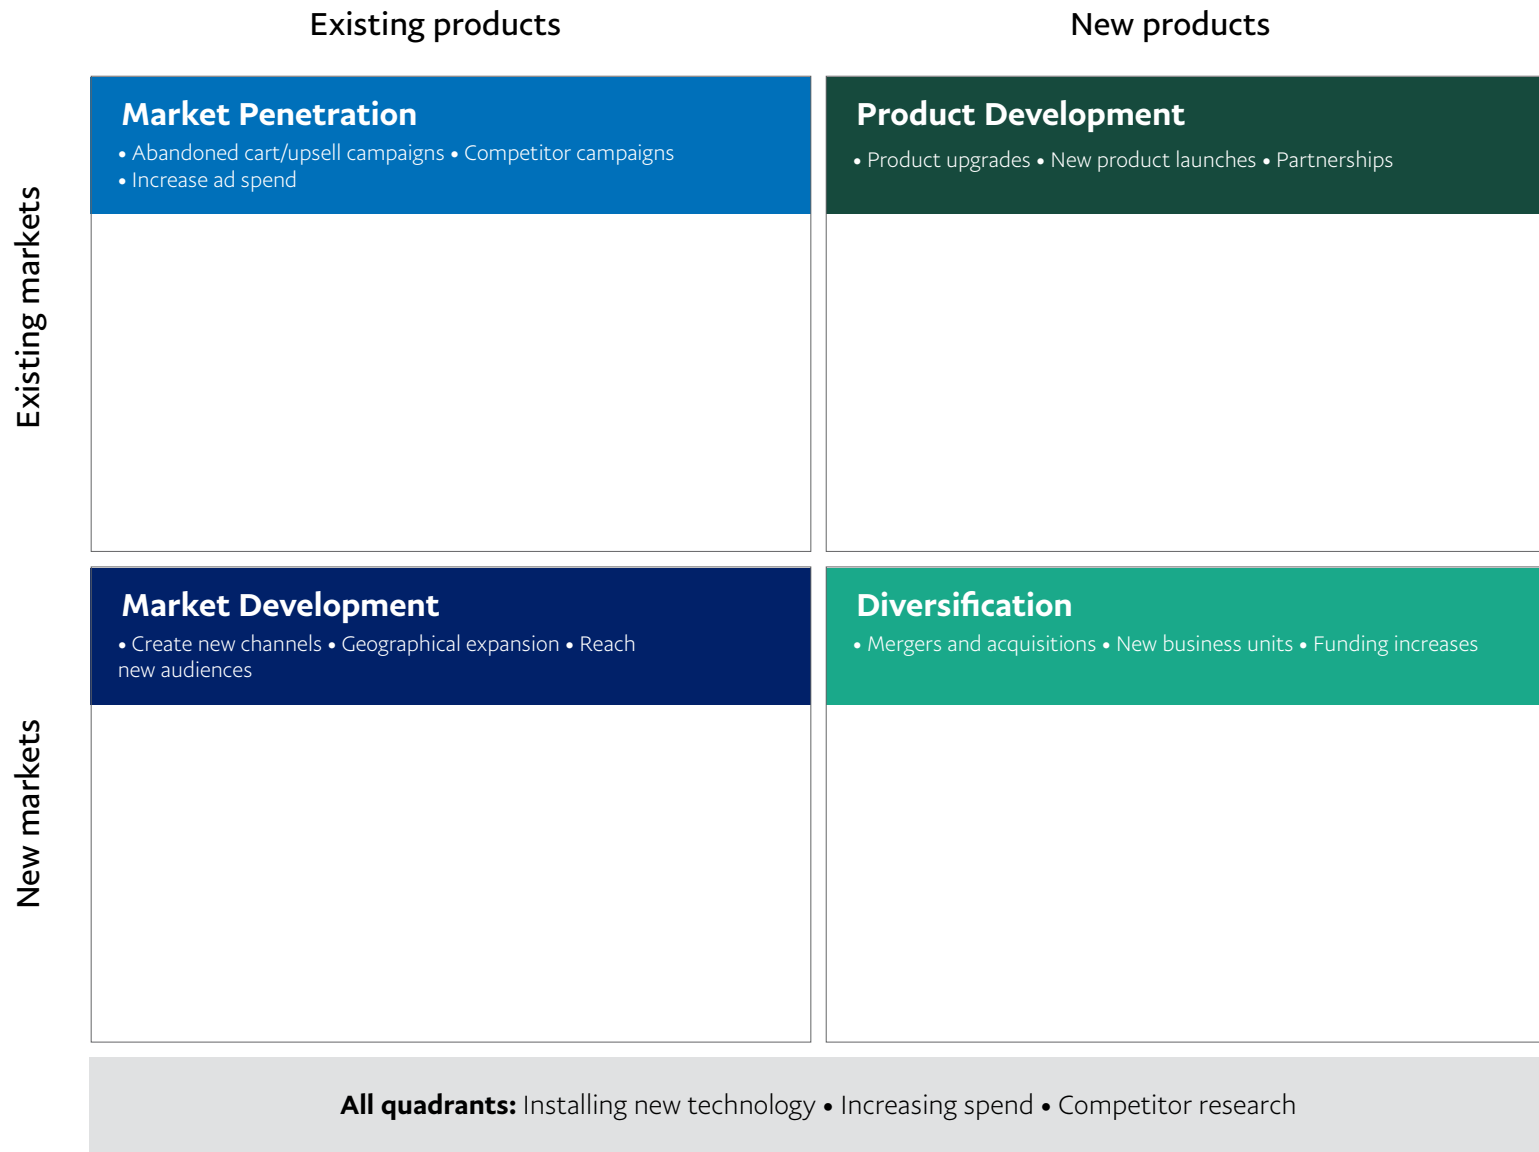 Existing products
New products
Existing markets
Market Penetration
• Abandoned cart/upsell campaigns • Competitor campaigns
• Increase ad spend
Product Development
• Product upgrades • New product launches • Partnerships
New markets
Market Development
• Create new channels • Geographical expansion • Reach
new audiences
Diversification
• Mergers and acquisitions • New business units • Funding increases
All quadrants: Installing new technology • Increasing spend • Competitor research